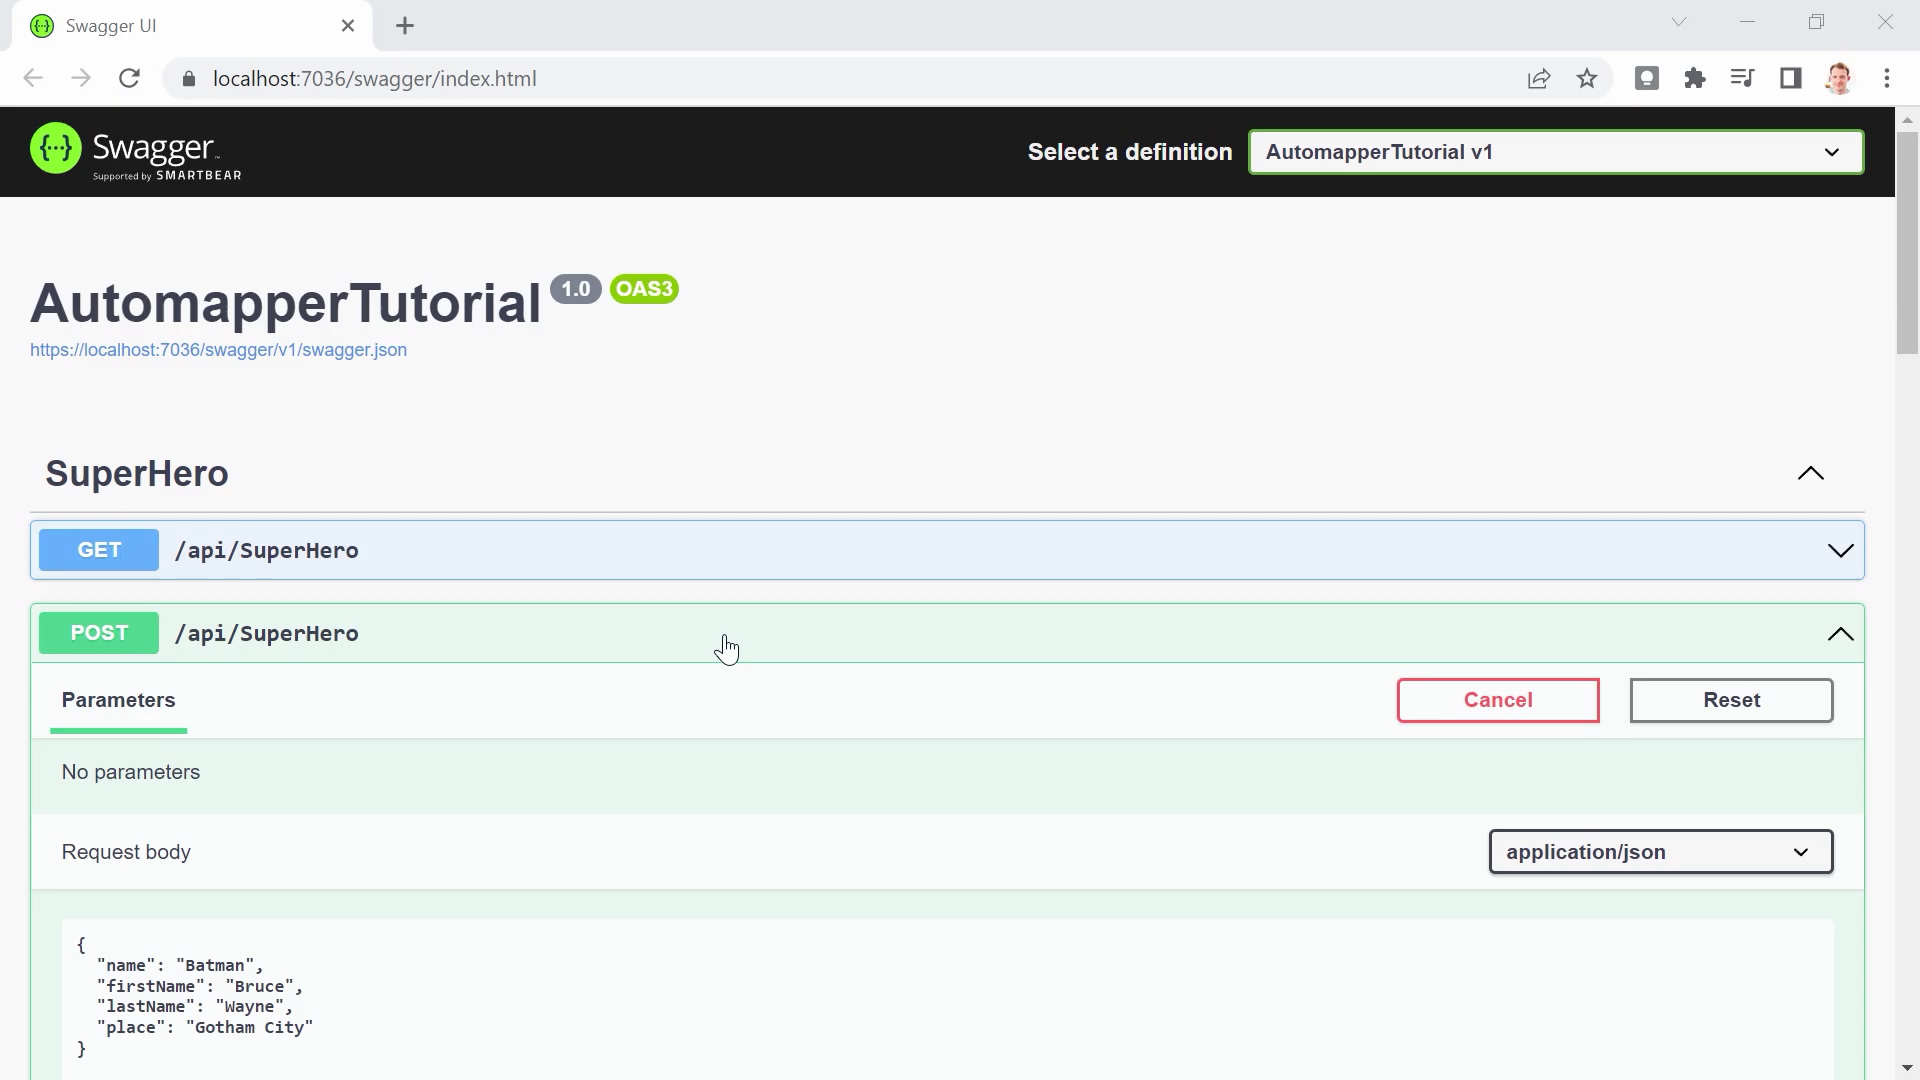 Swagger UI
localhost:7036/swagger/index.html
{···} Swagger™
Supported by SMARTBEAR
Select a definition
AutomapperTutorial v1
AutomapperTutorial 1.0 OAS3
https://localhost:7036/swagger/v1/swagger.json
SuperHero
GET /api/SuperHero
POST /api/SuperHero
Parameters
Cancel
Reset
No parameters
Request body
application/json
{
"name": "Batman",
"firstName": "Bruce",
"lastName": "Wayne",
"place": "Gotham City"
}